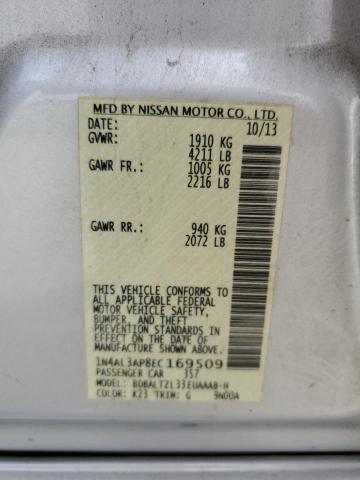 MFD BY NISSAN MOTOR CO., LTD.
DATE: 10/13
GVWR: 1910 KG
4211 LB
GAWR FR.: 1005 KG
2216 LB
GAWR RR.: 940 KG
2072 LB
THIS VEHICLE CONFORMS TO
ALL APPLICABLE FEDERAL
MOTOR VEHICLE SAFETY,
BUMPER, AND THEFT
PREVENTION STANDARDS IN
EFFECT ON THE DATE OF
MANUFACTURE SHOWN ABOVE.
1N4AL3AP8EC169509
PASSENGER CAR 357
MODEL: BDBALTZL33EUAAAB-H
COLOR: K23 TRIM: G 9N00A